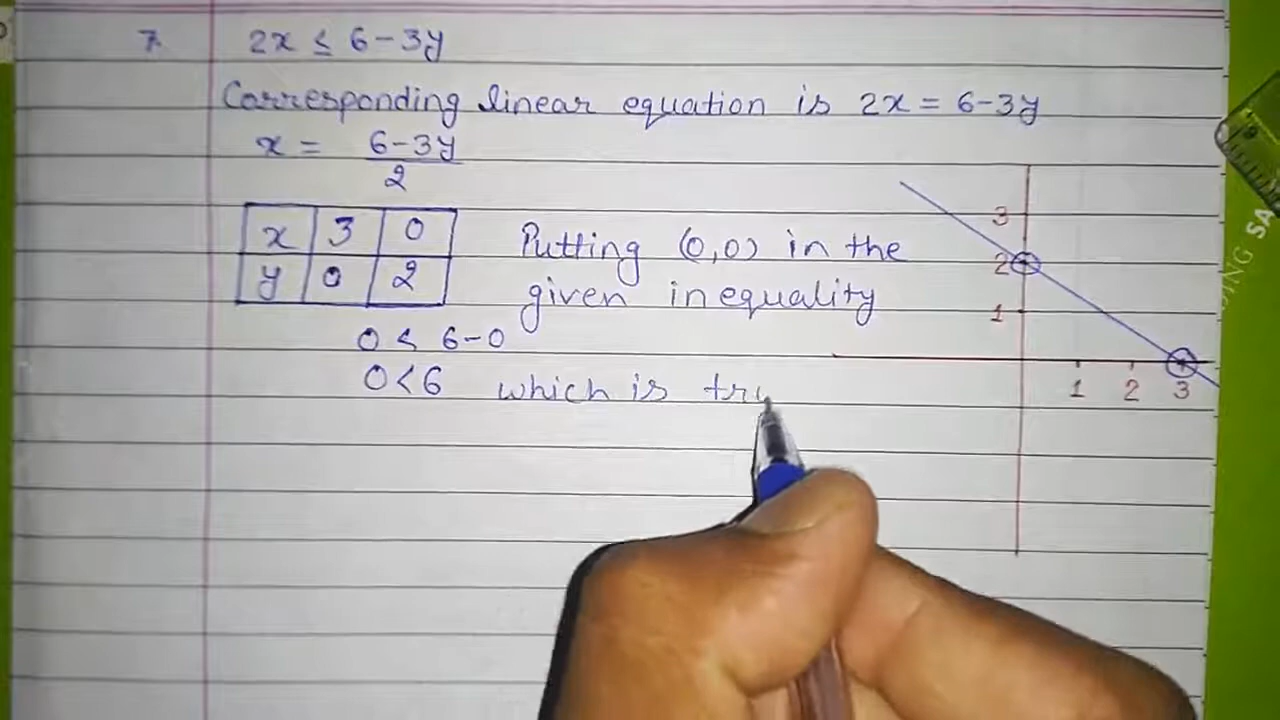 7. 2x ≤ 6-3y
Corresponding linear equation is 2x = 6-3y
x = 6-3y
2
x 3 0
y 0 2
Putting (0,0) in the
given inequality
0 < 6-0
0<6 which is tru
3
2
1
1 2 3
SA